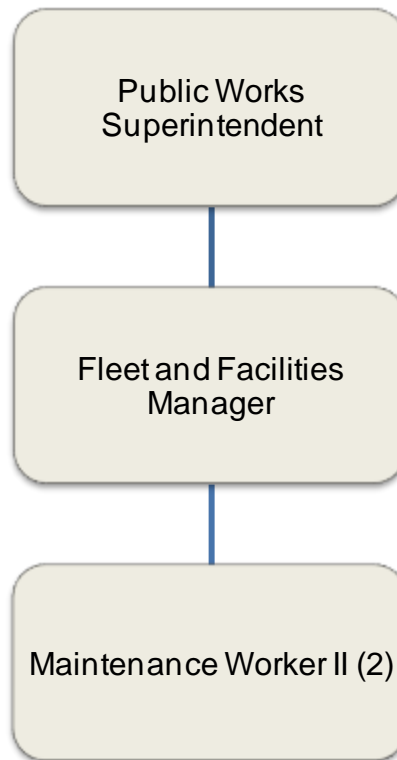 Public Works
Superintendent
Fleet and Facilities
Manager
Maintenance Worker II (2)